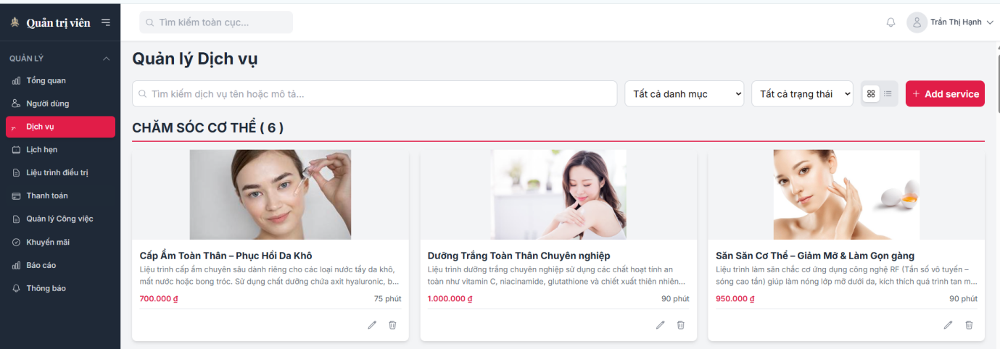 Quản trị viên
Tìm kiếm toàn cục...
Trần Thị Hạnh
QUẢN LÝ
Tổng quan
Người dùng
Dịch vụ
Lịch hẹn
Liệu trình điều trị
Thanh toán
Quản lý Công việc
Khuyến mãi
Báo cáo
Thông báo
Quản lý Dịch vụ
Tìm kiếm dịch vụ tên hoặc mô tả...
Tất cả danh mục
Tất cả trạng thái
+ Add service
CHĂM SÓC CƠ THỂ ( 6 )
Cấp Ẩm Toàn Thân – Phục Hồi Da Khô
Liệu trình cấp ẩm chuyên sâu dành riêng cho các loại nước tẩy da khô,
mất nước hoặc bong tróc. Sử dụng chất dưỡng chứa axit hyaluronic, b...
700.000 ₫
75 phút
Dưỡng Trắng Toàn Thân Chuyên nghiệp
Liệu trình dưỡng trắng chuyên nghiệp sử dụng các chất hoạt tính an
toàn như vitamin C, niacinamide, glutathione và chiết xuất thiên nhiên...
1.000.000 ₫
90 phút
Săn Săn Cơ Thể – Giảm Mỡ & Làm Gọn gàng
Liệu trình làm săn chắc cơ ứng dụng công nghệ RF (Tần số vô tuyến –
sóng cao tần) giúp làm nóng lớp mỡ dưới da, kích thích quá trình tan m...
950.000 ₫
90 phút